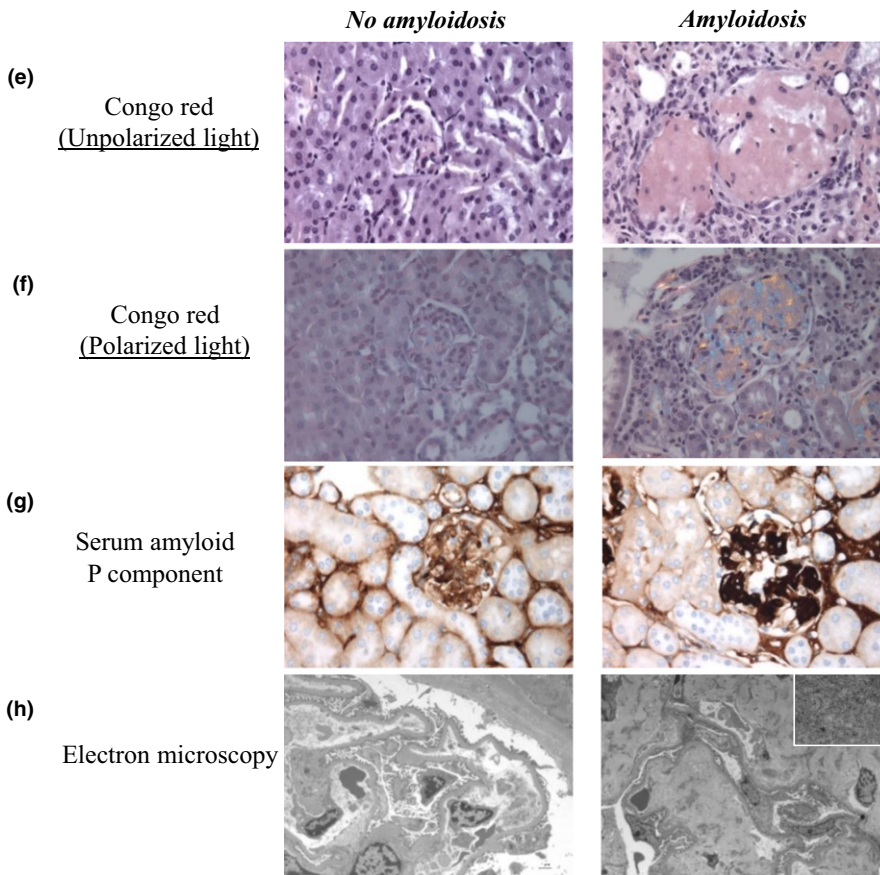 No amyloidosis
Amyloidosis
(e)
Congo red
(Unpolarized light)
(f)
Congo red
(Polarized light)
(g)
Serum amyloid
P component
(h)
Electron microscopy